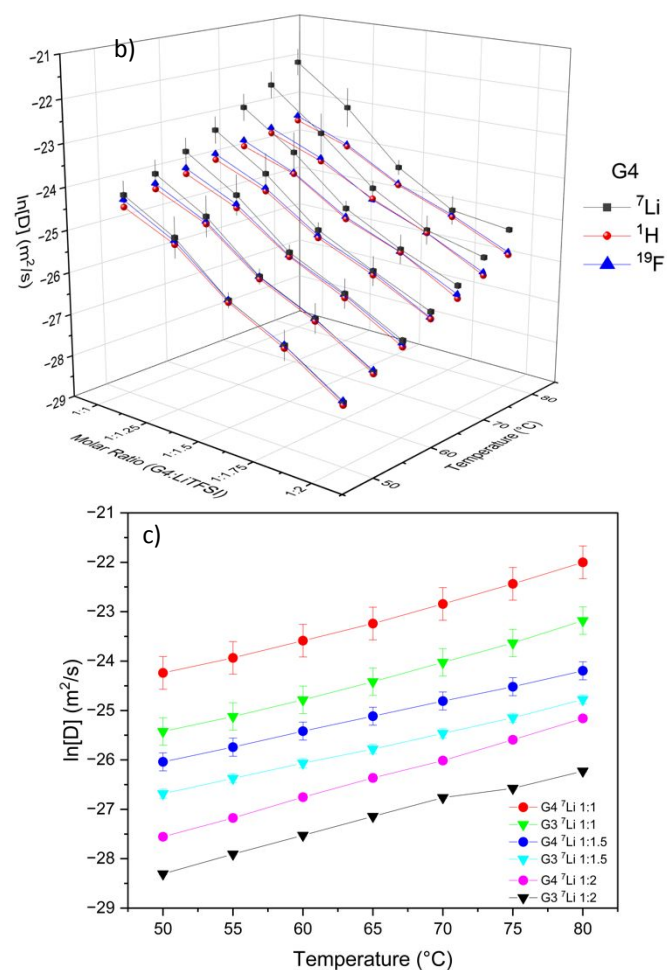 b)
−21
−22
−23
−24
−25
−26
−27
−28
−29
ln[D] (m²/s)
1:1
1:1.25
1:1.5
1:1.75
1:2
Molar Ratio (G4:LiTFSI)
50
60
70
80
Temperature (°C)
G4
⁷Li
¹H
¹⁹F
c)
−21
−22
−23
−24
−25
−26
−27
−28
−29
ln[D] (m²/s)
G4 ⁷Li 1:1
G3 ⁷Li 1:1
G4 ⁷Li 1:1.5
G3 ⁷Li 1:1.5
G4 ⁷Li 1:2
G3 ⁷Li 1:2
50 55 60 65 70 75 80
Temperature (°C)